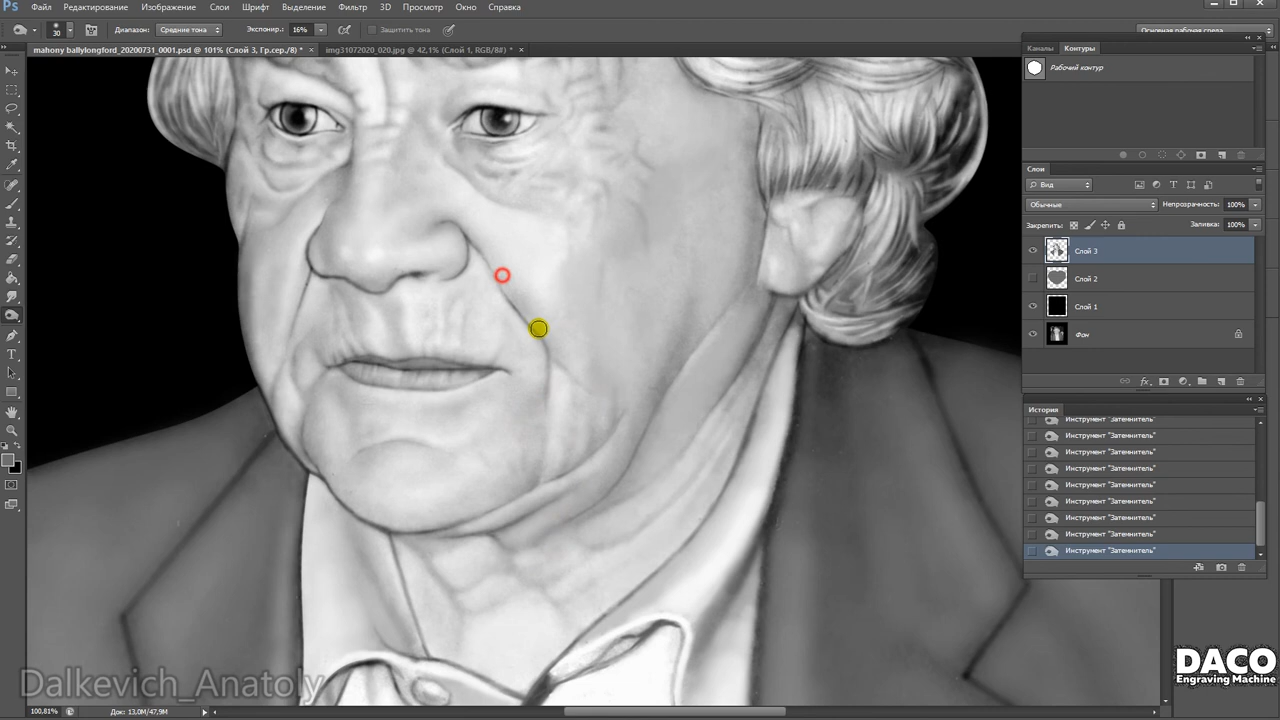 Ps
Файл Редактирование Изображение Слои Шрифт Выделение Фильтр 3D Просмотр Окно Справка
30 Диапазон: Средние тона Экспонир.: 16% Защитить тона Основная рабочая среда
mahony ballylongford_20200731_0001.psd @ 101% (Слой 3, Гр.сер./8) * ×
img31072020_020.jpg @ 42,1% (Слой 1, RGB/8#) * ×
Каналы Контуры
Рабочий контур
Слои
Вид
Обычные Непрозрачность: 100%
Закрепить: Заливка: 100%
Слой 3
Слой 2
Слой 1
Фон
История
Инструмент "Затемнитель"
Инструмент "Затемнитель"
Инструмент "Затемнитель"
Инструмент "Затемнитель"
Инструмент "Затемнитель"
Инструмент "Затемнитель"
Инструмент "Затемнитель"
Инструмент "Затемнитель"
Инструмент "Затемнитель"
DACO
Engraving Machine
Dalkevich_Anatoly
100,81% Док: 13,0M/47,9M